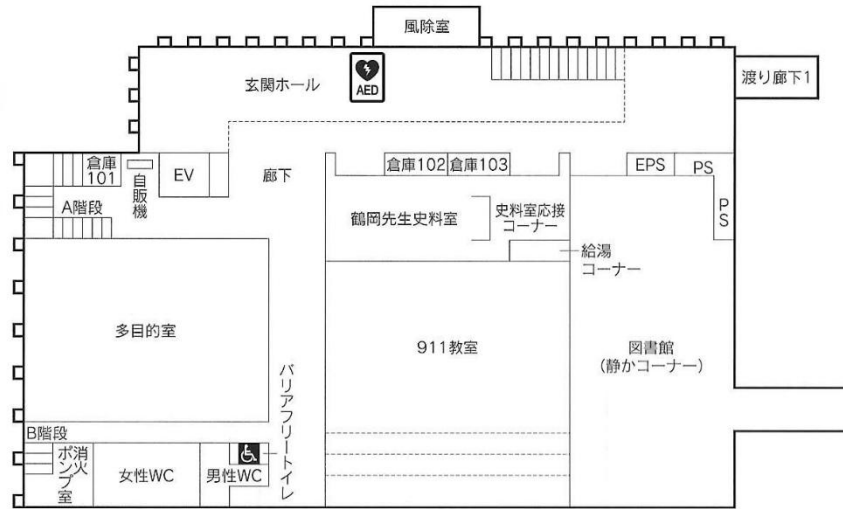 風除室
玄関ホール
AED
渡り廊下1
倉庫
101
自販機
EV
廊下
倉庫102
倉庫103
EPS
PS
PS
A階段
鶴岡先生史料室
史料室応接
コーナー
給湯
コーナー
多目的室
911教室
図書館
(静かコーナー)
バリアフリートイレ
B階段
消火
ポンプ室
女性WC
男性WC